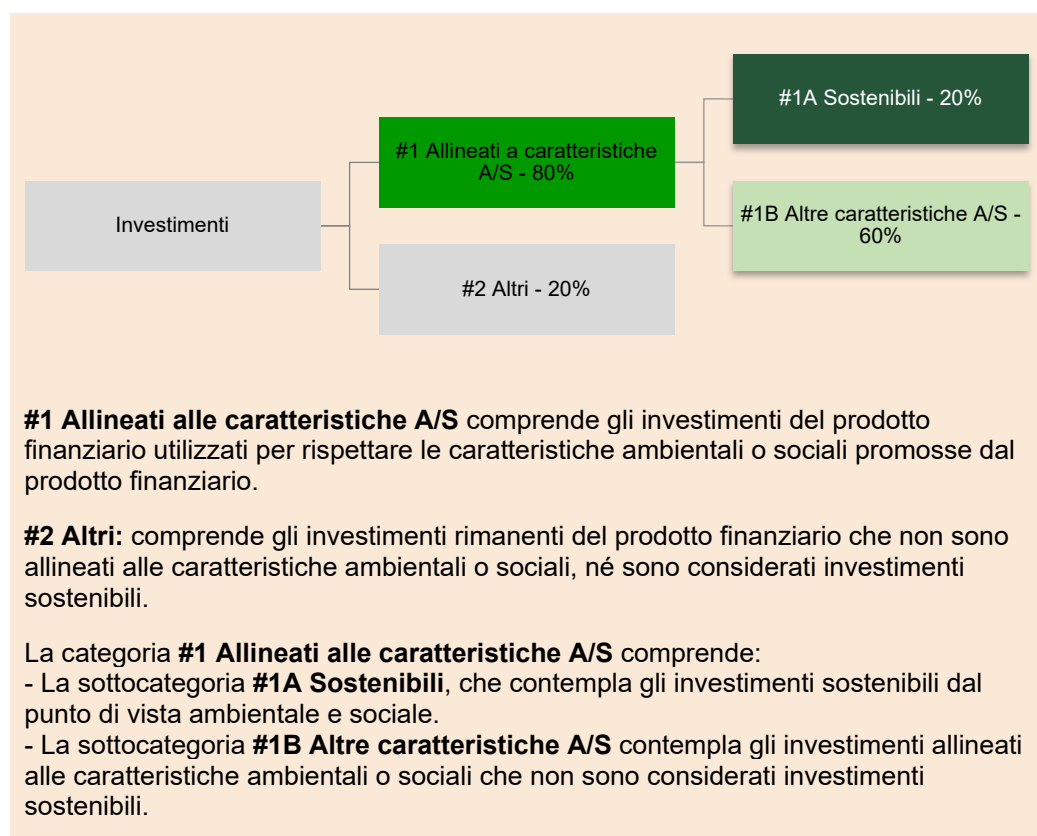 #1A Sostenibili - 20%
#1 Allineati a caratteristiche
A/S - 80%
#1B Altre caratteristiche A/S -
60%
Investimenti
#2 Altri - 20%
#1 Allineati alle caratteristiche A/S comprende gli investimenti del prodotto
finanziario utilizzati per rispettare le caratteristiche ambientali o sociali promosse dal
prodotto finanziario.
#2 Altri: comprende gli investimenti rimanenti del prodotto finanziario che non sono
allineati alle caratteristiche ambientali o sociali, né sono considerati investimenti
sostenibili.
La categoria #1 Allineati alle caratteristiche A/S comprende:
- La sottocategoria #1A Sostenibili, che contempla gli investimenti sostenibili dal
punto di vista ambientale e sociale.
- La sottocategoria #1B Altre caratteristiche A/S contempla gli investimenti allineati
alle caratteristiche ambientali o sociali che non sono considerati investimenti
sostenibili.